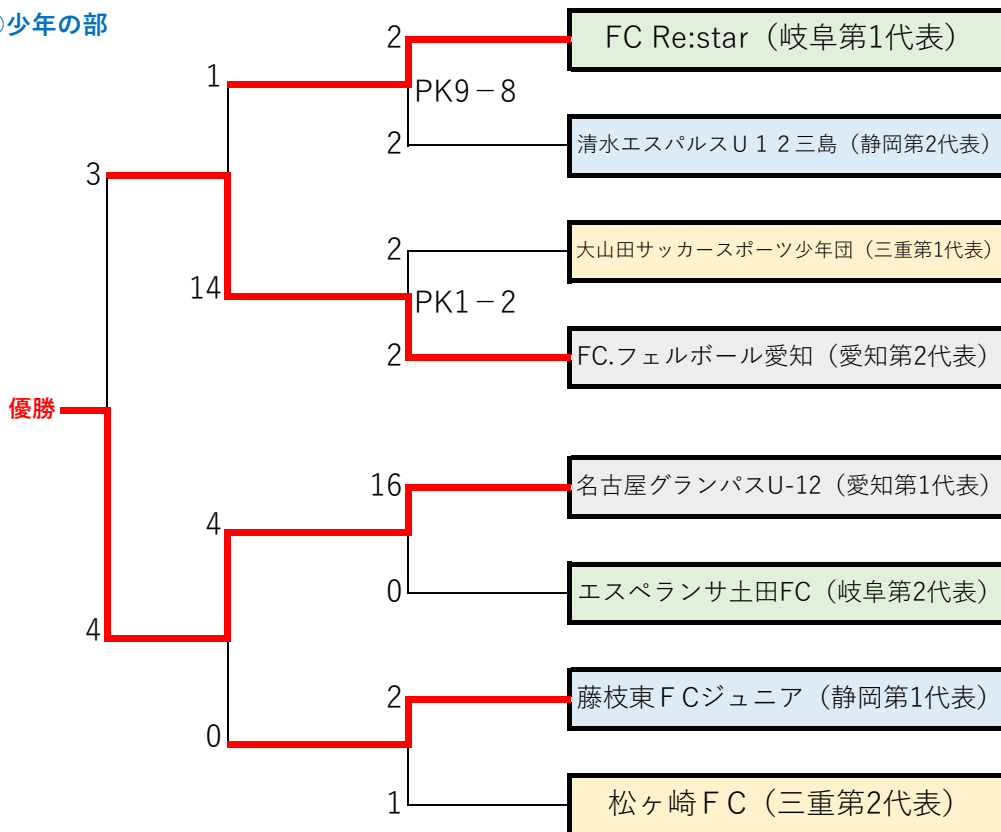 少年の部
2
FC Re:star（岐阜第1代表）
1
PK9－8
2
清水エスパルスU１２三島（静岡第2代表）
3
2
大山田サッカースポーツ少年団（三重第1代表）
14
PK1－2
2
FC.フェルボール愛知（愛知第2代表）
優勝
16
名古屋グランパスU-12（愛知第1代表）
4
0
エスペランサ土田FC（岐阜第2代表）
4
2
藤枝東ＦＣジュニア（静岡第1代表）
0
1
松ヶ崎ＦＣ（三重第2代表）